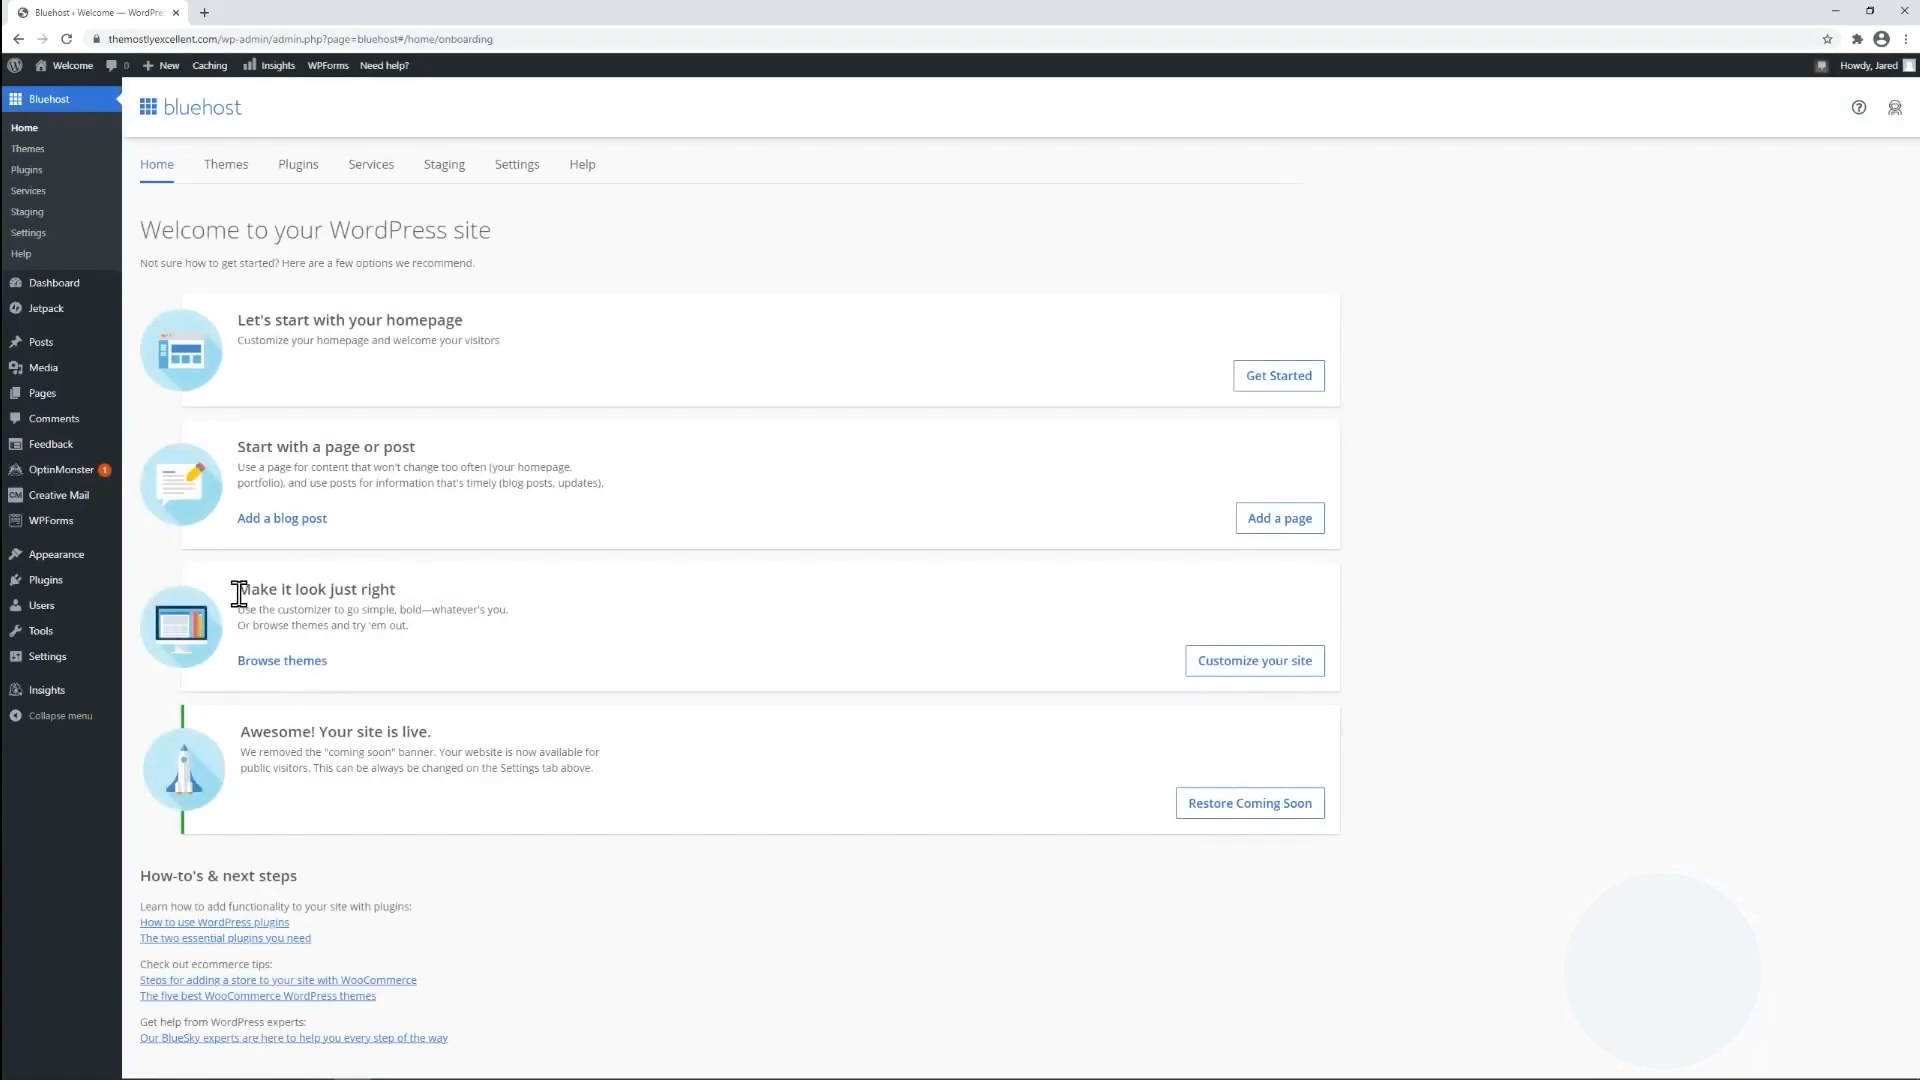 Bluehost ‹ Welcome — WordPre
themostlyexcellent.com/wp-admin/admin.php?page=bluehost#/home/onboarding
Welcome 0 New Caching Insights WPForms Need help? Howdy, Jared
Bluehost
Home
Themes
Plugins
Services
Staging
Settings
Help
Dashboard
Jetpack
Posts
Media
Pages
Comments
Feedback
OptinMonster 1
CM Creative Mail
WPForms
Appearance
Plugins
Users
Tools
Settings
Insights
Collapse menu
bluehost
Home Themes Plugins Services Staging Settings Help
Welcome to your WordPress site
Not sure how to get started? Here are a few options we recommend.
Let's start with your homepage
Customize your homepage and welcome your visitors
Get Started
Start with a page or post
Use a page for content that won't change too often (your homepage,
portfolio), and use posts for information that's timely (blog posts, updates).
Add a blog post
Add a page
Make it look just right
Use the customizer to go simple, bold—whatever's you.
Or browse themes and try 'em out.
Browse themes
Customize your site
Awesome! Your site is live.
We removed the "coming soon" banner. Your website is now available for
public visitors. This can be always be changed on the Settings tab above.
Restore Coming Soon
How-to's & next steps
Learn how to add functionality to your site with plugins:
How to use WordPress plugins
The two essential plugins you need
Check out ecommerce tips:
Steps for adding a store to your site with WooCommerce
The five best WooCommerce WordPress themes
Get help from WordPress experts:
Our BlueSky experts are here to help you every step of the way